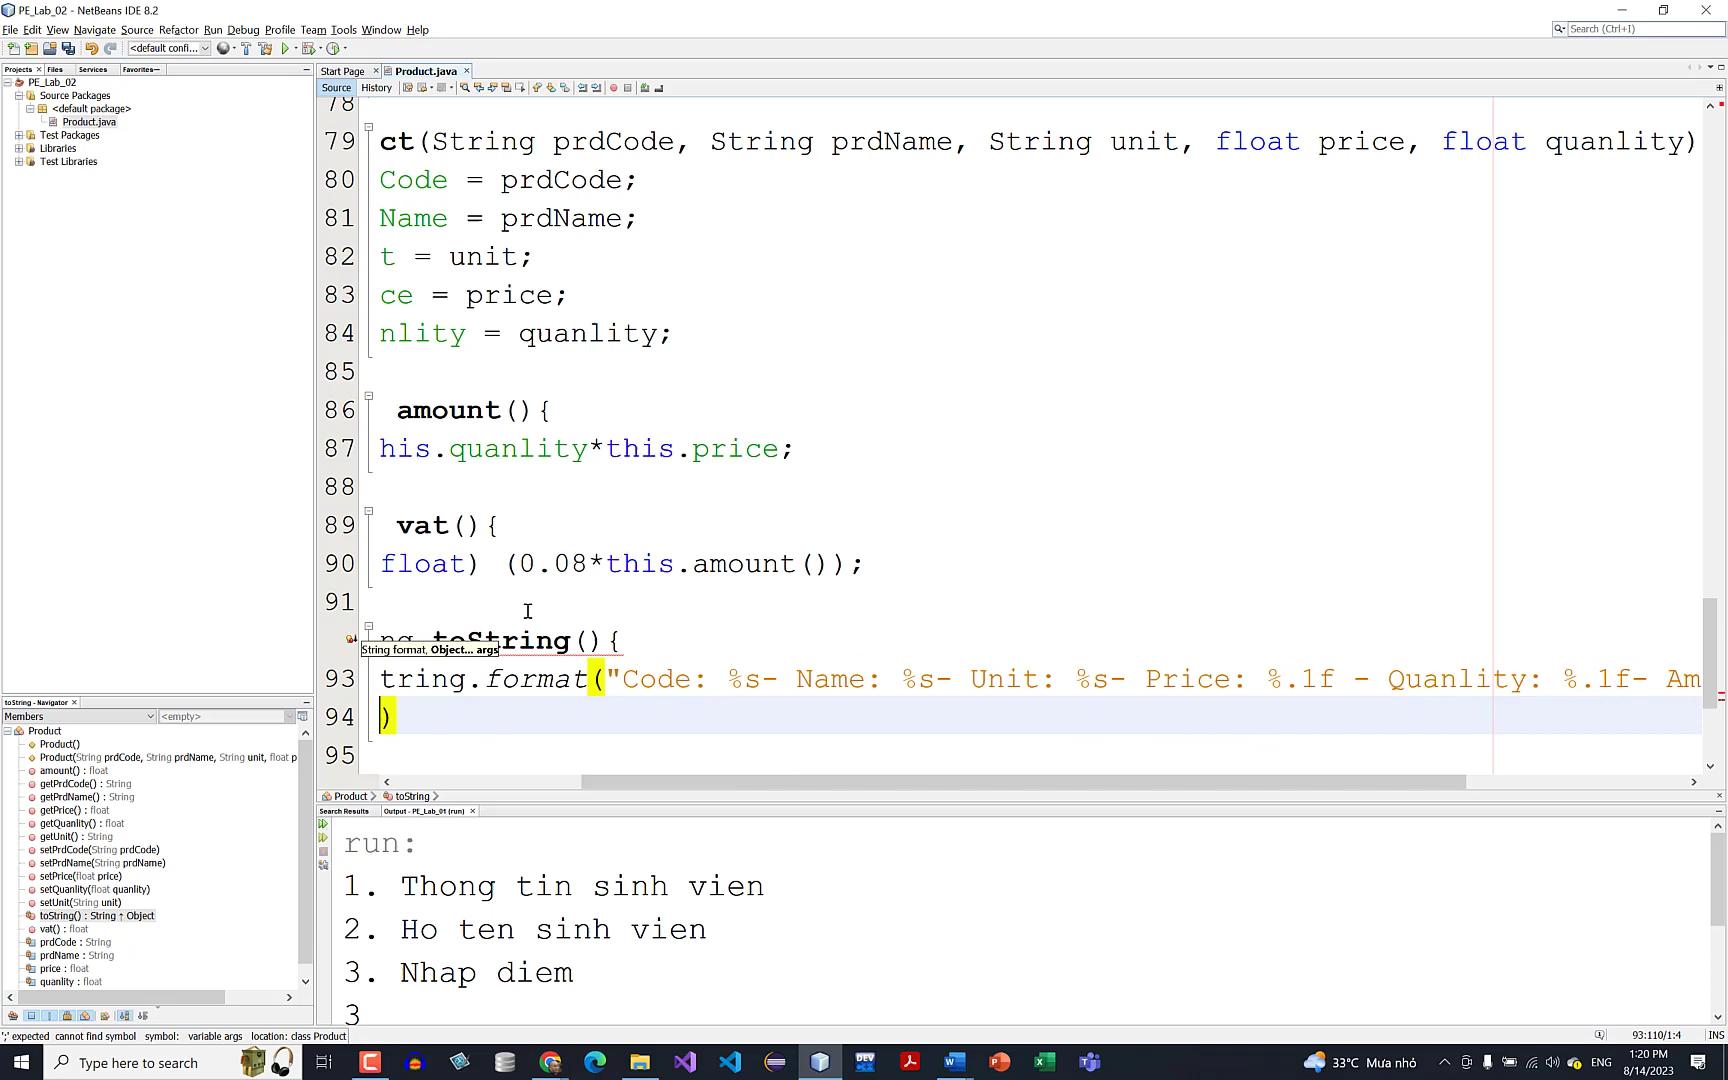 PE_Lab_02 - NetBeans IDE 8.2
File Edit View Navigate Source Refactor Run Debug Profile Team Tools Window Help
Search (Ctrl+I)
<default confi...
Projects Files Services Favorites
Start Page Product.java
PE_Lab_02
Source Packages
<default package>
Product.java
Test Packages
Libraries
Test Libraries
Source History
78
79 ct(String prdCode, String prdName, String unit, float price, float quanlity)
80 Code = prdCode;
81 Name = prdName;
82 t = unit;
83 ce = price;
84 nlity = quanlity;
85
86 amount(){
87 his.quanlity*this.price;
88
89 vat(){
90 float) (0.08*this.amount());
91
ng toString(){
String format, Object... args
93 tring.format("Code: %s- Name: %s- Unit: %s- Price: %.1f - Quanlity: %.1f- Am
94 )
95
Product toString
toString - Navigator
Members <empty>
Product
Product()
Product(String prdCode, String prdName, String unit, float p
amount() : float
getPrdCode() : String
getPrdName() : String
getPrice() : float
getQuanlity() : float
getUnit() : String
setPrdCode(String prdCode)
setPrdName(String prdName)
setPrice(float price)
setQuanlity(float quanlity)
setUnit(String unit)
toString() : String ↑ Object
vat() : float
prdCode : String
prdName : String
price : float
quanlity : float
Search Results Output - PE_Lab_01 (run)
run:
1. Thong tin sinh vien
2. Ho ten sinh vien
3. Nhap diem
3
';' expected cannot find symbol symbol: variable args location: class Product
93:110/1:4 INS
Type here to search
33°C Mưa nhỏ
ENG
1:20 PM
8/14/2023